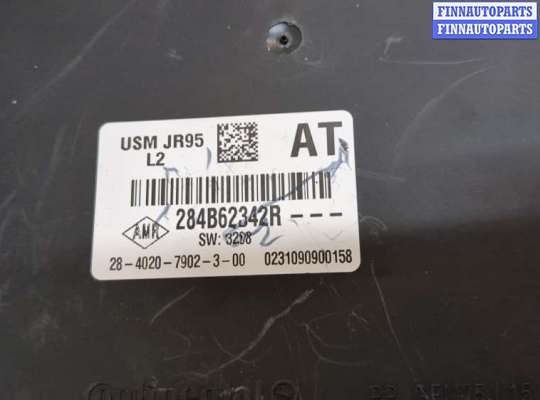 FINNAUTOPARTS
FINNAUTOPARTS
USM JR95
L2
AT
284B62342R ---
AMR
SW: 3208
28-4020-7902-3-00 0231090900158